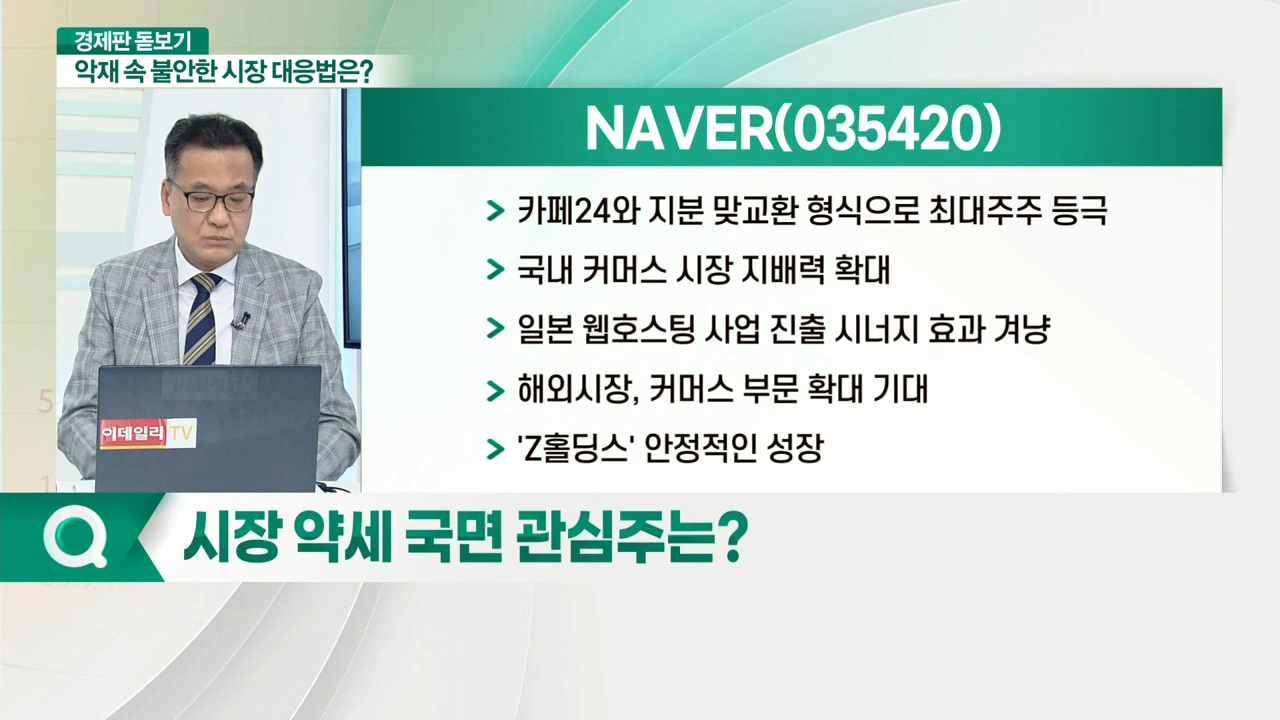 경제판 돋보기
악재 속 불안한 시장 대응법은?
NAVER(035420)
> 카페24와 지분 맞교환 형식으로 최대주주 등극
> 국내 커머스 시장 지배력 확대
> 일본 웹호스팅 사업 진출 시너지 효과 겨냥
> 해외시장, 커머스 부문 확대 기대
> 'Z홀딩스' 안정적인 성장
이데일리TV
시장 약세 국면 관심주는?